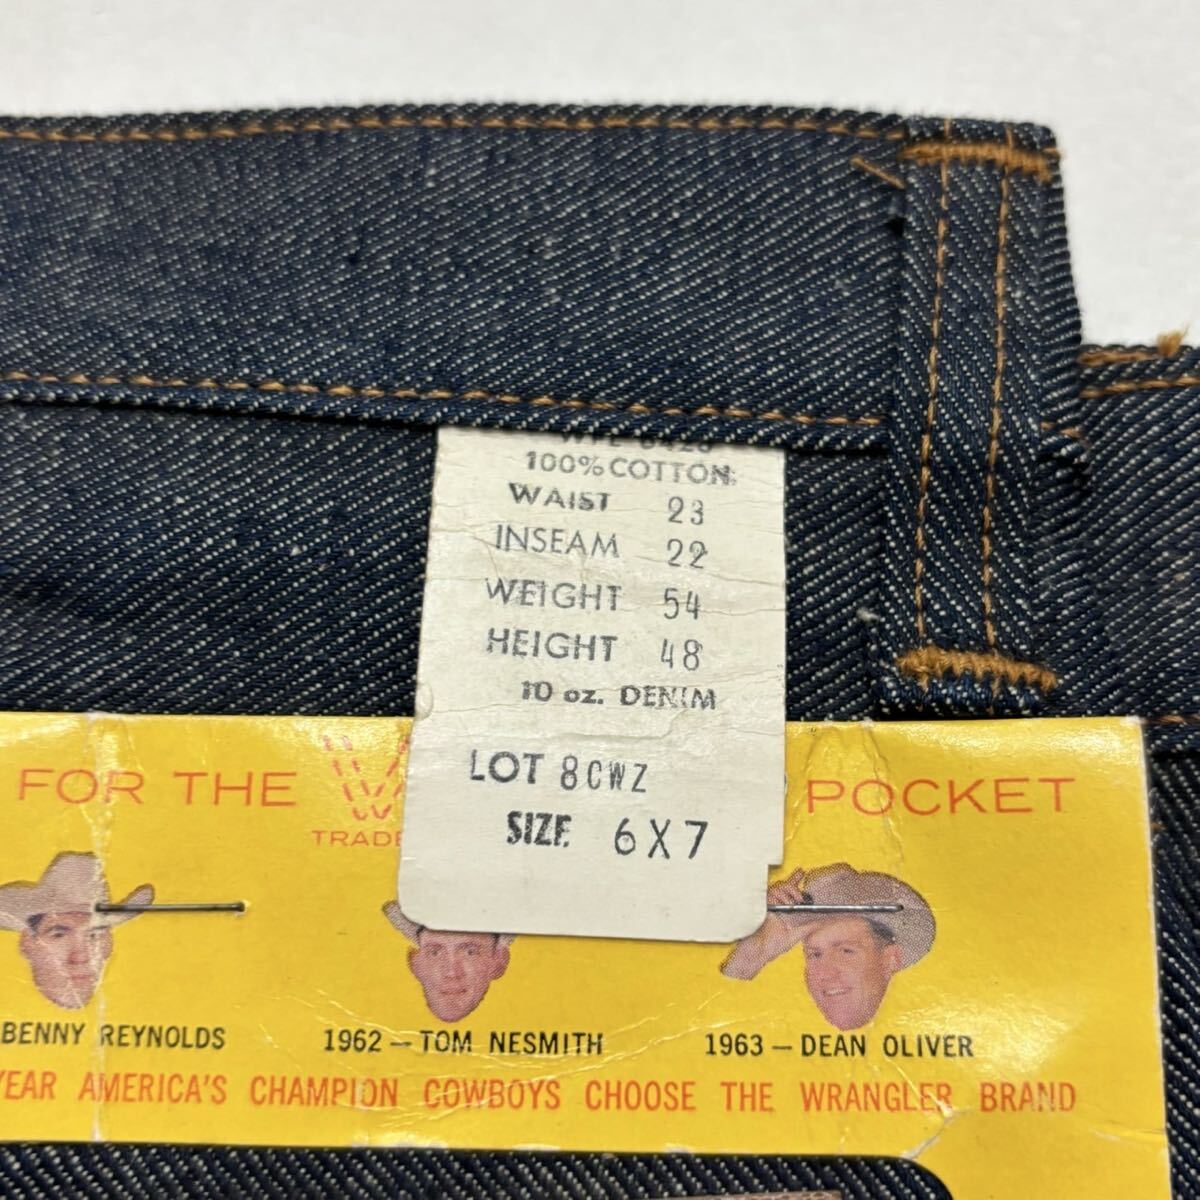 100% COTTON
WAIST 23
INSEAM 22
WEIGHT 54
HEIGHT 48
10 oz. DENIM
LOT 8CWZ
SIZE 6X7
FOR THE W POCKET
TRADE
BENNY REYNOLDS
1962 — TOM NESMITH
1963 — DEAN OLIVER
YEAR AMERICA'S CHAMPION COWBOYS CHOOSE THE WRANGLER BRAND